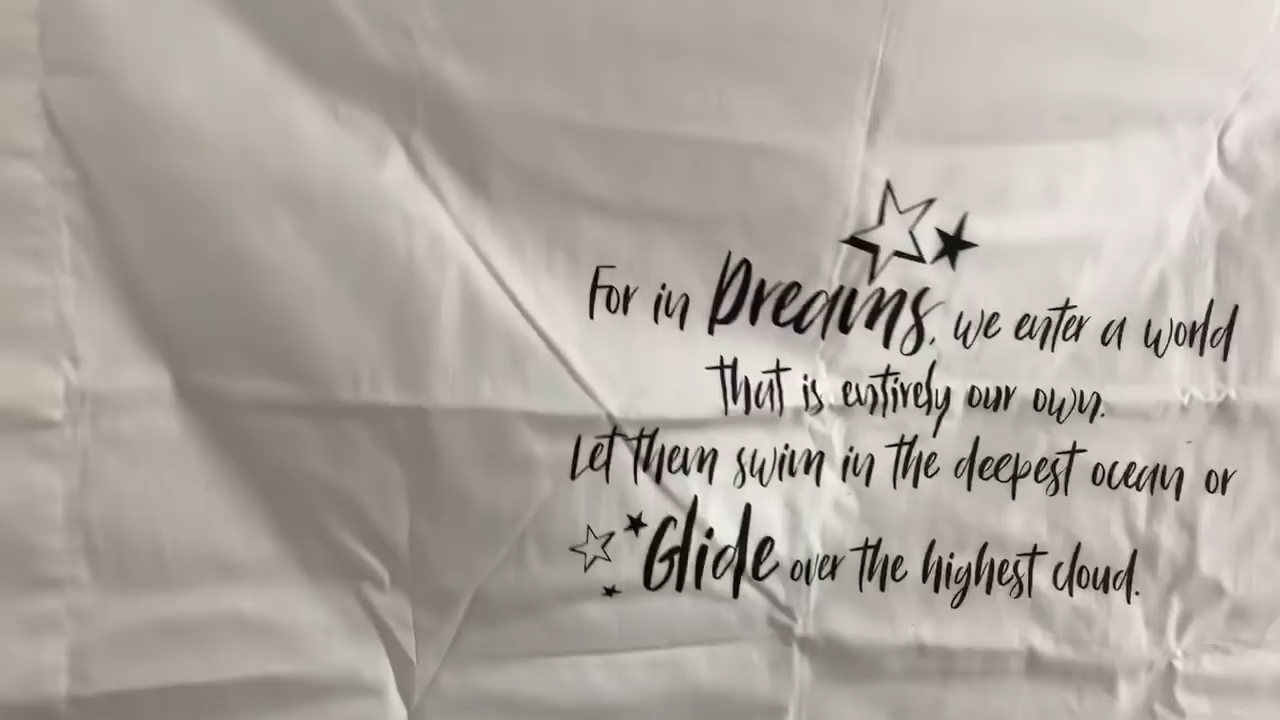 For in Dreams, we enter a world
that is entirely our own.
Let them swim in the deepest ocean or
Glide over the highest cloud.